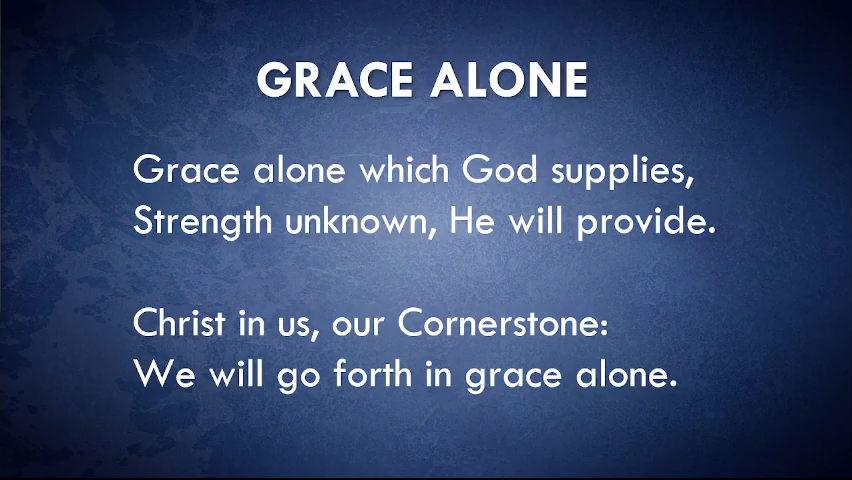 GRACE ALONE
Grace alone which God supplies,
Strength unknown, He will provide.
Christ in us, our Cornerstone:
We will go forth in grace alone.